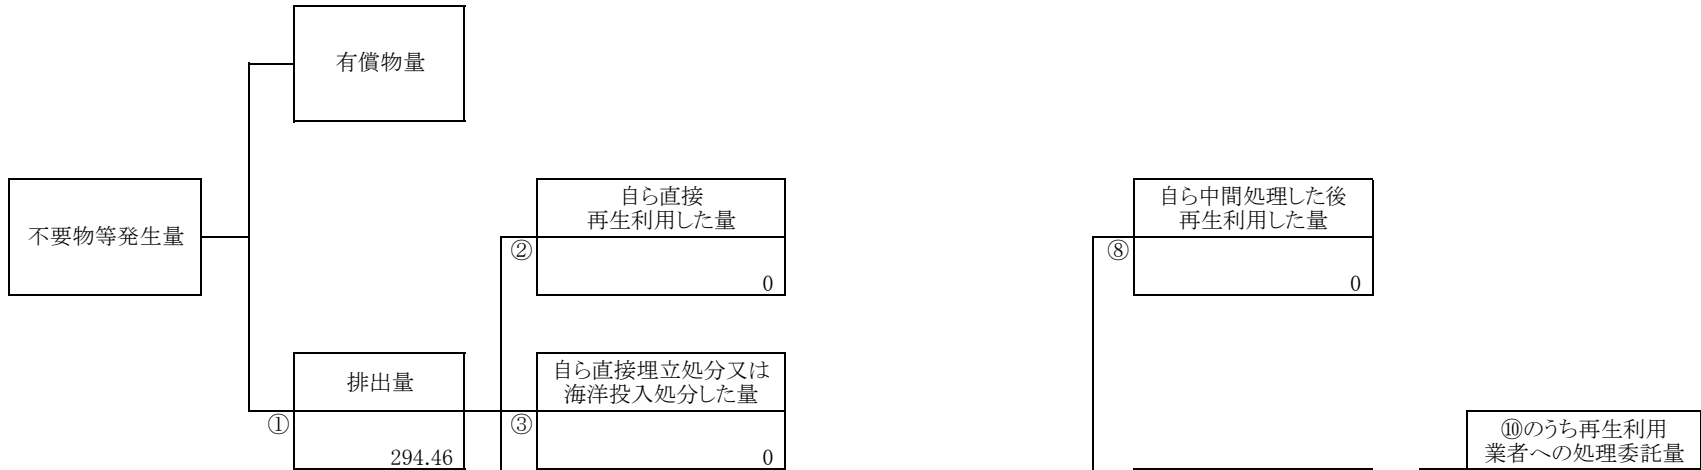 有償物量
不要物等発生量
自ら直接
再生利用した量
②
0
自ら中間処理した後
再生利用した量
⑧
0
排出量
①
294.46
自ら直接埋立処分又は
海洋投入処分した量
③
0
⑩のうち再生利用
業者への処理委託量